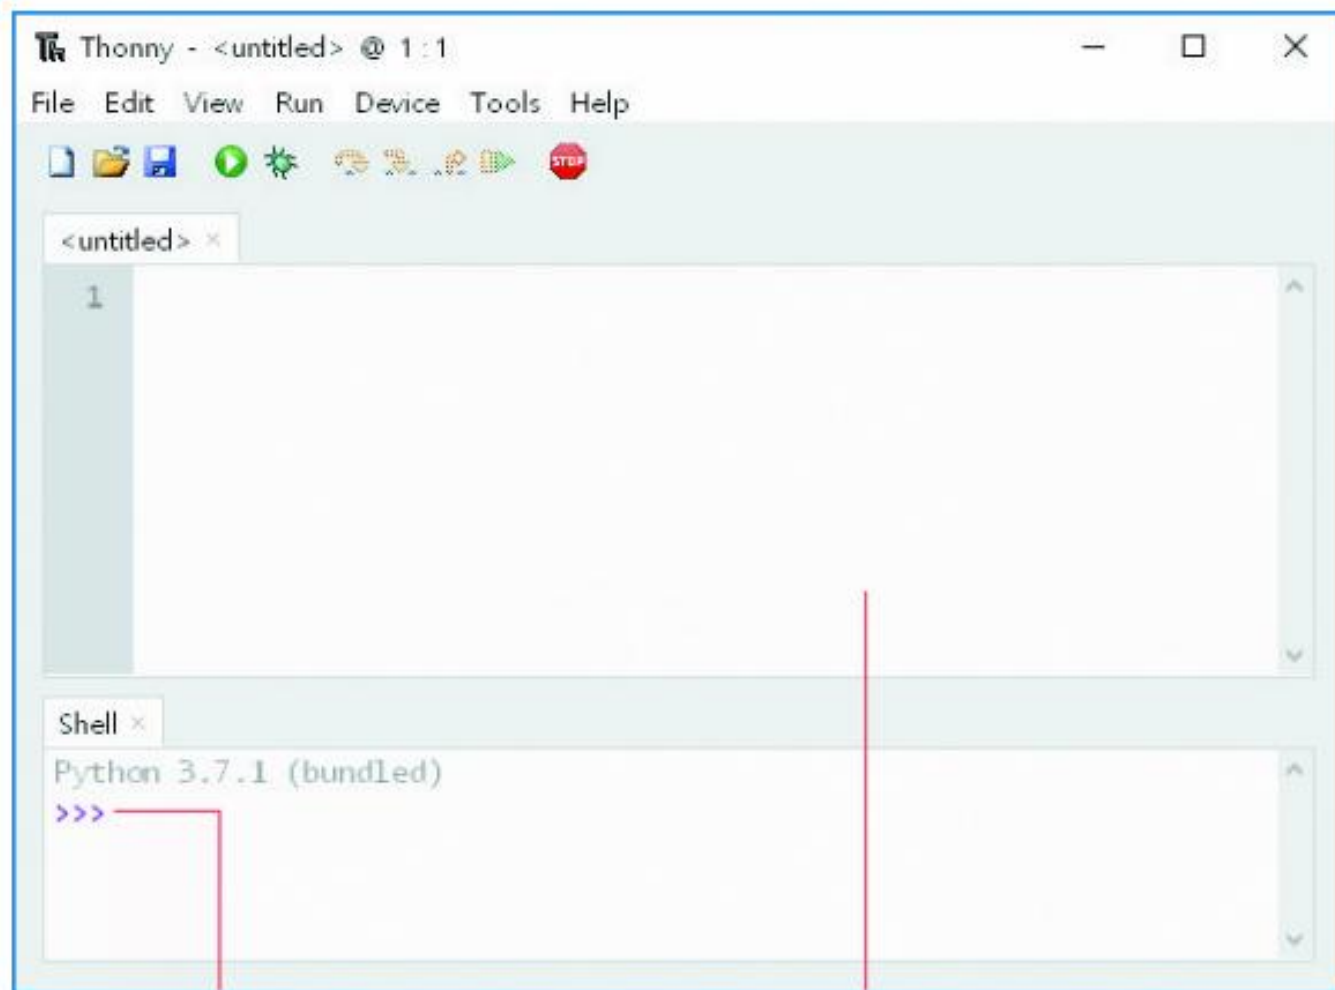 Thonny - <untitled> @ 1 : 1
File Edit View Run Device Tools Help
STOP
<untitled> ×
1
Shell ×
Python 3.7.1 (bundled)
>>>